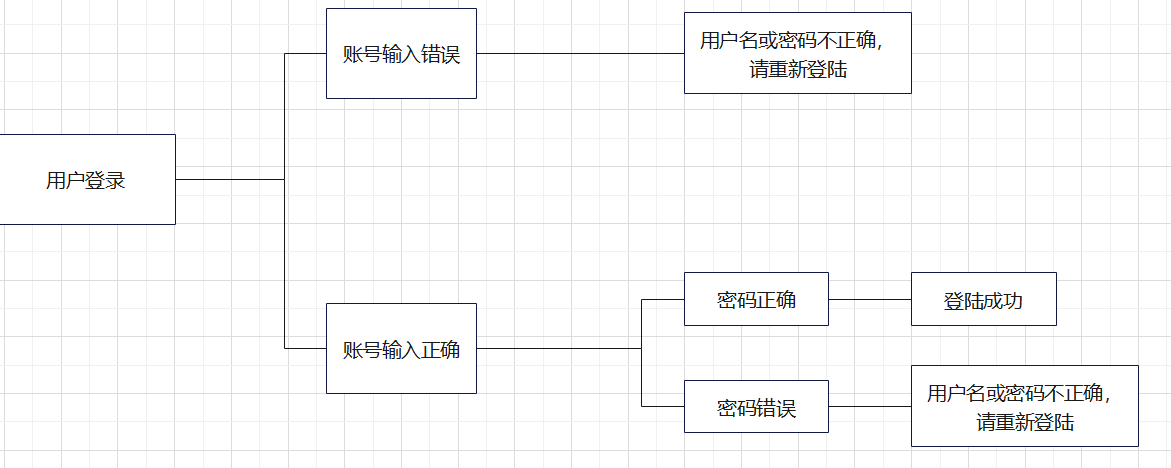 账号输入错误
用户名或密码不正确，
请重新登陆
用户登录
账号输入正确
密码正确
登陆成功
密码错误
用户名或密码不正确，
请重新登陆